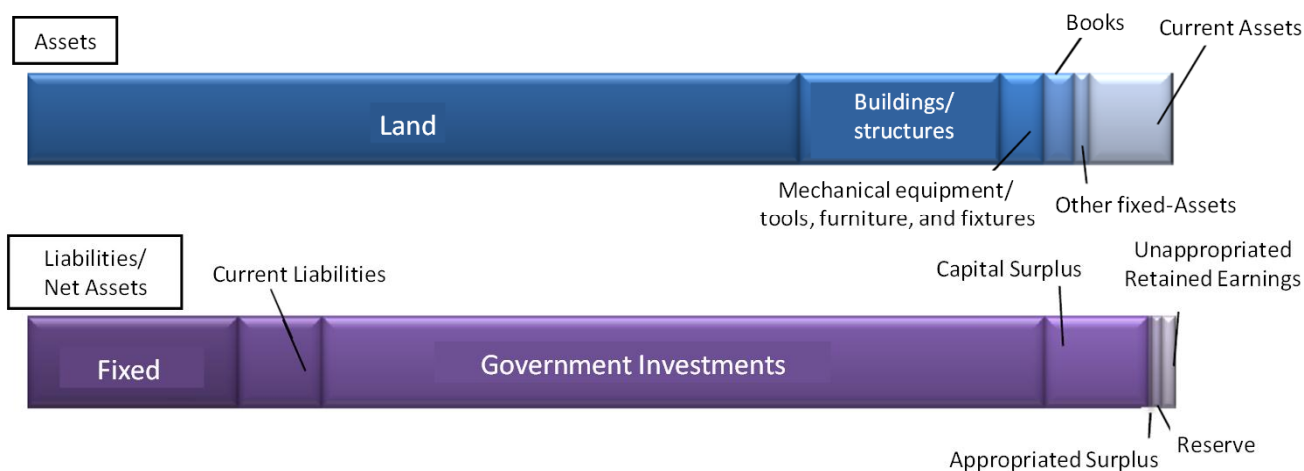 Assets
Books
Current Assets
Land
Buildings/
structures
Mechanical equipment/
tools, furniture, and fixtures
Other fixed-Assets
Liabilities/
Net Assets
Current Liabilities
Capital Surplus
Unappropriated
Retained Earnings
Fixed
Government Investments
Appropriated Surplus
Reserve